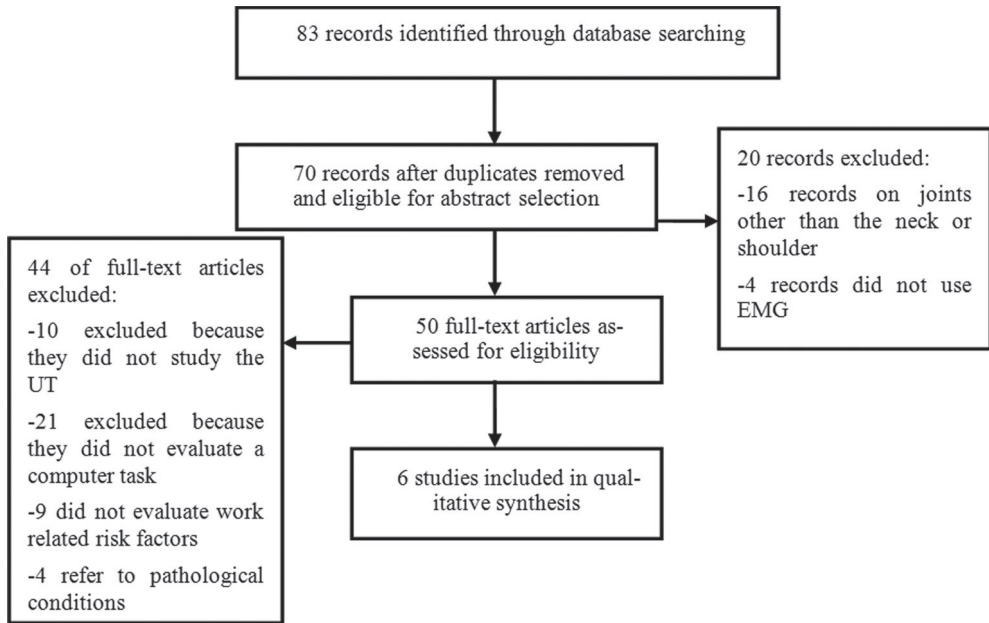 83 records identified through database searching
70 records after duplicates removed
and eligible for abstract selection
20 records excluded:
-16 records on joints
other than the neck or
shoulder
-4 records did not use
EMG
44 of full-text articles
excluded:
-10 excluded because
they did not study the
UT
-21 excluded because
they did not evaluate a
computer task
-9 did not evaluate work
related risk factors
-4 refer to pathological
conditions
50 full-text articles as-
sessed for eligibility
6 studies included in qual-
itative synthesis